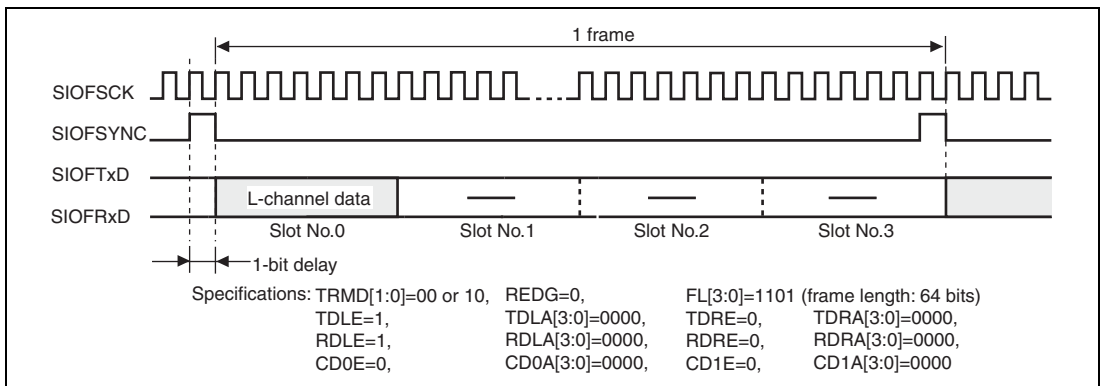 1 frame
SIOFSCK
SIOFSYNC
SIOFTxD
L-channel data
SIOFRxD
Slot No.0 Slot No.1 Slot No.2 Slot No.3
1-bit delay
Specifications: TRMD[1:0]=00 or 10, REDG=0, FL[3:0]=1101 (frame length: 64 bits)
TDLE=1, TDLA[3:0]=0000, TDRE=0, TDRA[3:0]=0000,
RDLE=1, RDLA[3:0]=0000, RDRE=0, RDRA[3:0]=0000,
CD0E=0, CD0A[3:0]=0000, CD1E=0, CD1A[3:0]=0000